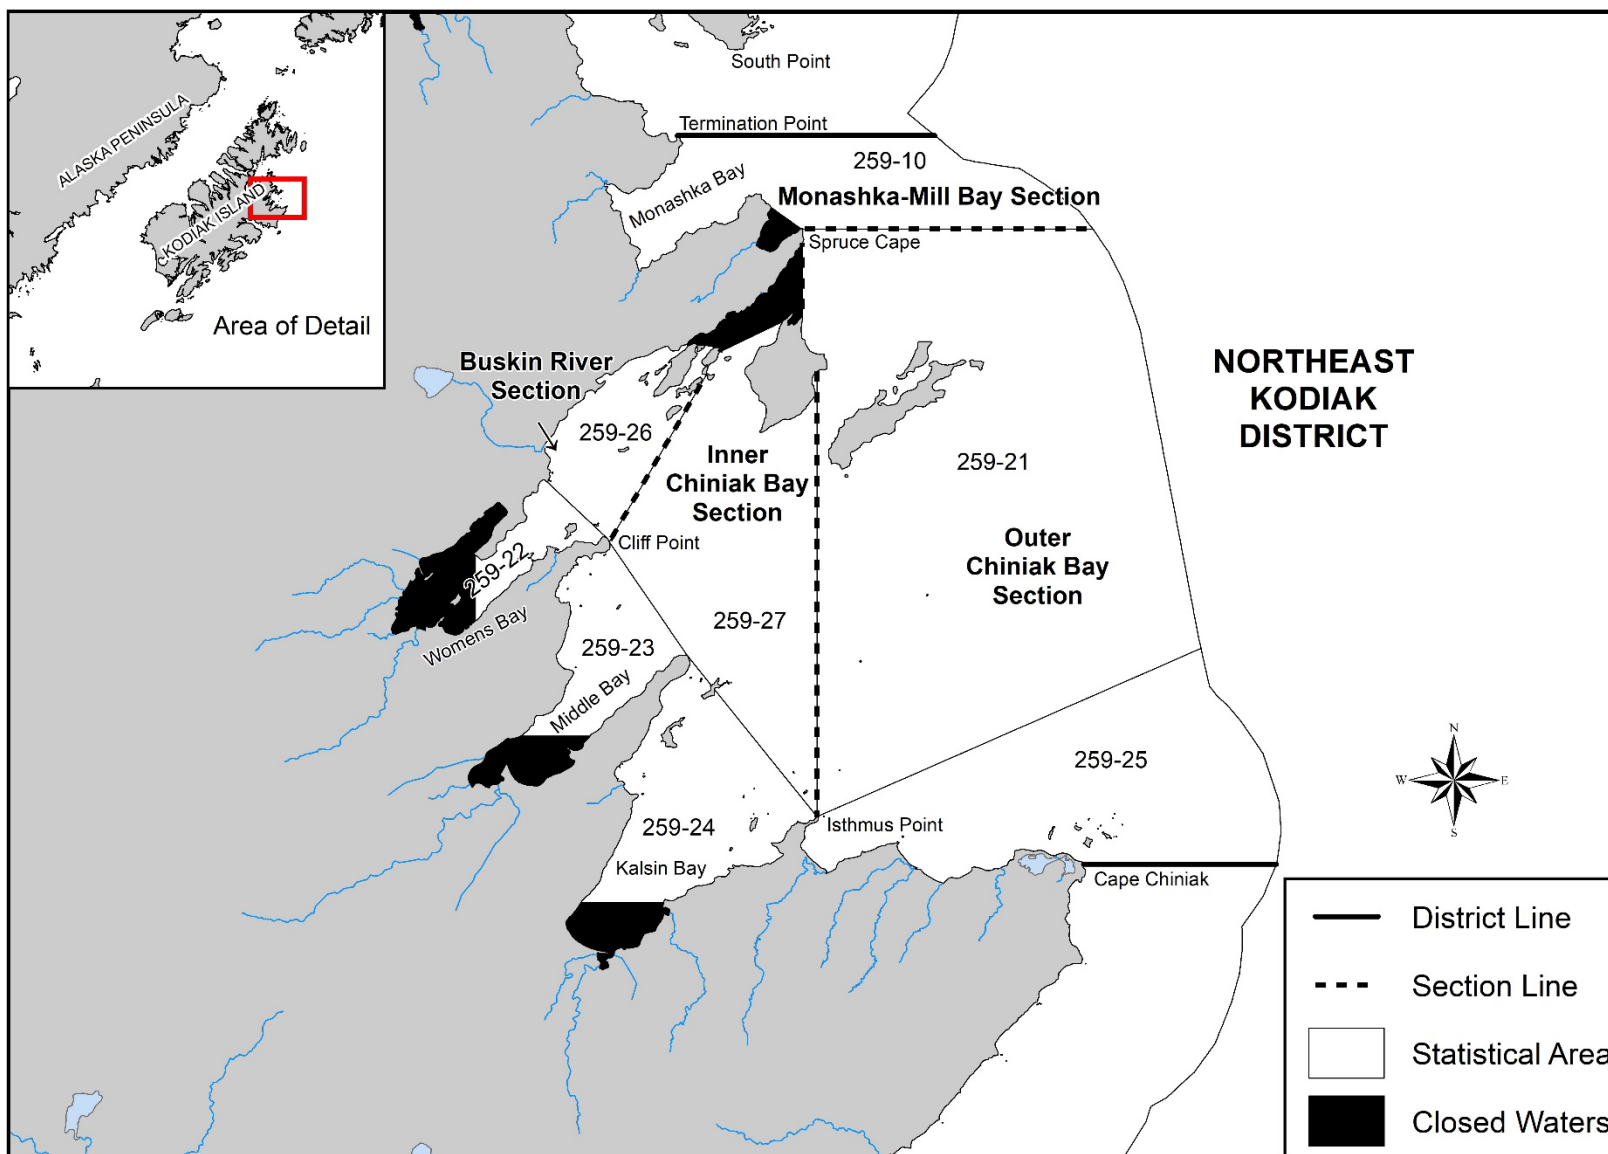 ALASKA PENINSULA
KODIAK ISLAND
Area of Detail
South Point
Termination Point
259-10
Monashka Bay
Monashka-Mill Bay Section
Spruce Cape
Buskin River
Section
259-26
Inner
Chiniak Bay
Section
259-21
NORTHEAST
KODIAK
DISTRICT
Cliff Point
259-22
Womens Bay
Outer
Chiniak Bay
Section
259-27
259-23
Middle Bay
259-25
259-24
Isthmus Point
Kalsin Bay
Cape Chiniak
N
W
E
S
District Line
Section Line
Statistical Area
Closed Waters